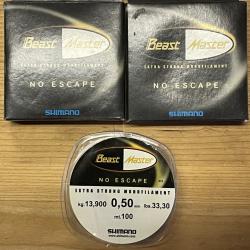 Beast Master
EXTRA STRONG MONOFILAMENT
NO ESCAPE
SHIMANO
Beast Master
EXTRA STRONG MONOFILAMENT
NO ESCAPE
SHIMANO
Beast Master
NO ESCAPE
EXTRA STRONG MONOFILAMENT
kg. 13,900 0,50 mm lbs. 33,30
mt. 100
SHIMANO